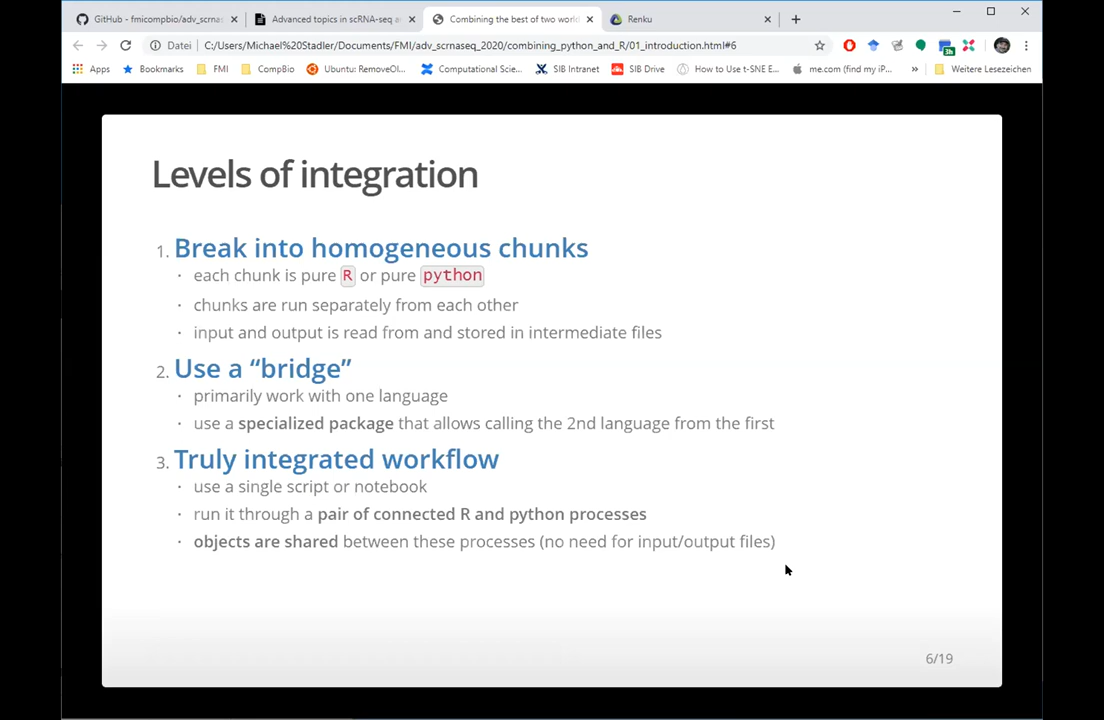 GitHub - fmicompbio/adv_scrnas
Advanced topics in scRNA-seq a
Combining the best of two worl
Renku
Datei
C:/Users/Michael%20Stadler/Documents/FMI/adv_scrnaseq_2020/combining_python_and_R/01_introduction.html#6
3h
Apps
Bookmarks
FMI
CompBio
Ubuntu: RemoveOl...
Computational Scie...
SIB Intranet
SIB Drive
How to Use t-SNE E...
me.com (find my iP...
»
Weitere Lesezeichen
Levels of integration
1. Break into homogeneous chunks
· each chunk is pure R or pure python
· chunks are run separately from each other
· input and output is read from and stored in intermediate files
2. Use a “bridge”
· primarily work with one language
· use a specialized package that allows calling the 2nd language from the first
3. Truly integrated workflow
· use a single script or notebook
· run it through a pair of connected R and python processes
· objects are shared between these processes (no need for input/output files)
6/19